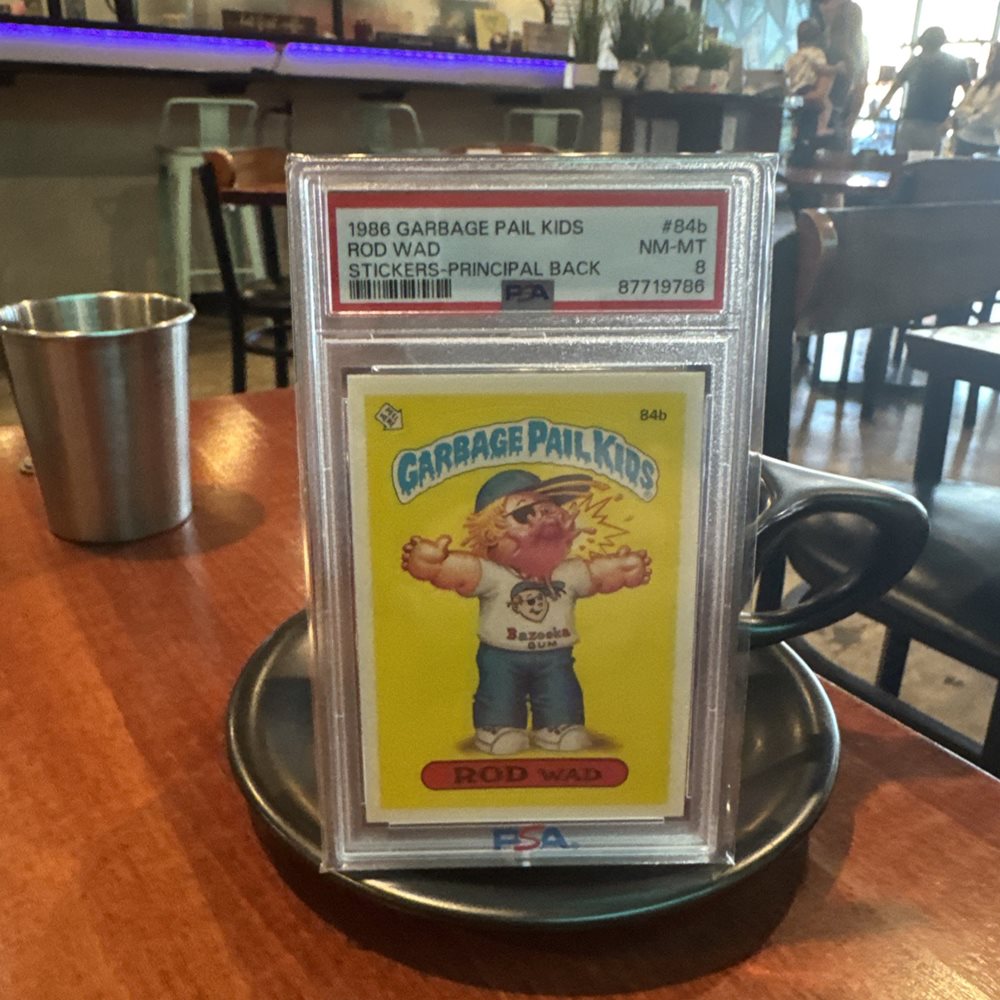 1986 GARBAGE PAIL KIDS #84b
ROD WAD NM-MT
STICKERS-PRINCIPAL BACK 8
PSA 87719786
84b
GARBAGE PAIL KIDS
Bazooka
GUM
ROD WAD
PSA